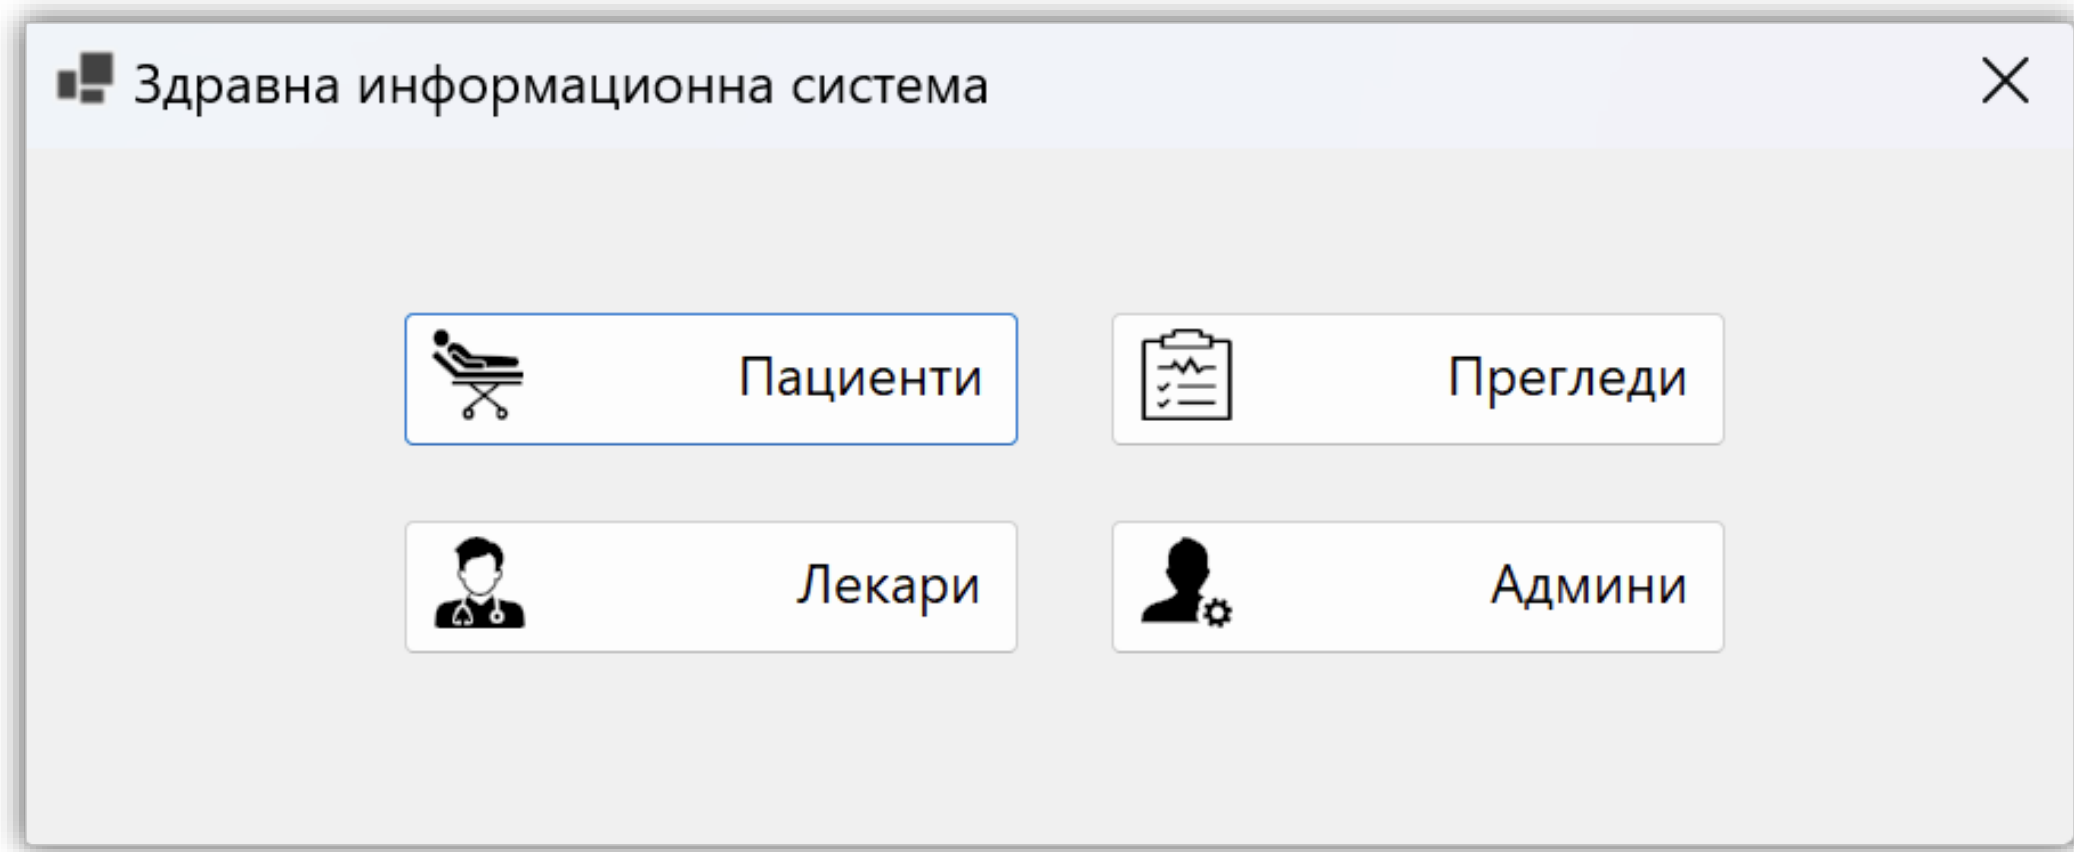 Здравна информационна система
Пациенти
Прегледи
Лекари
Админи